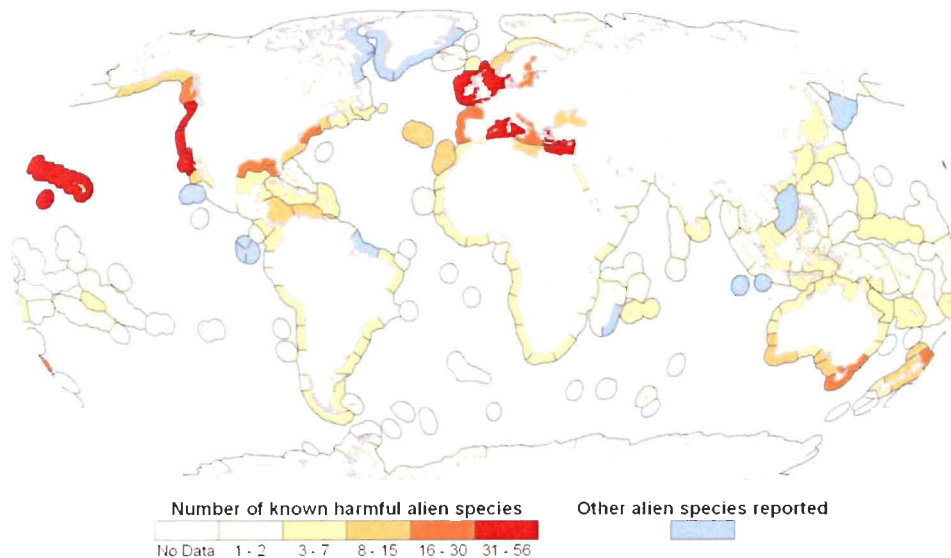 Number of known harmful alien species
Other alien species reported
No Data 1 - 2 3 - 7 8 - 15 16 - 30 31 - 56